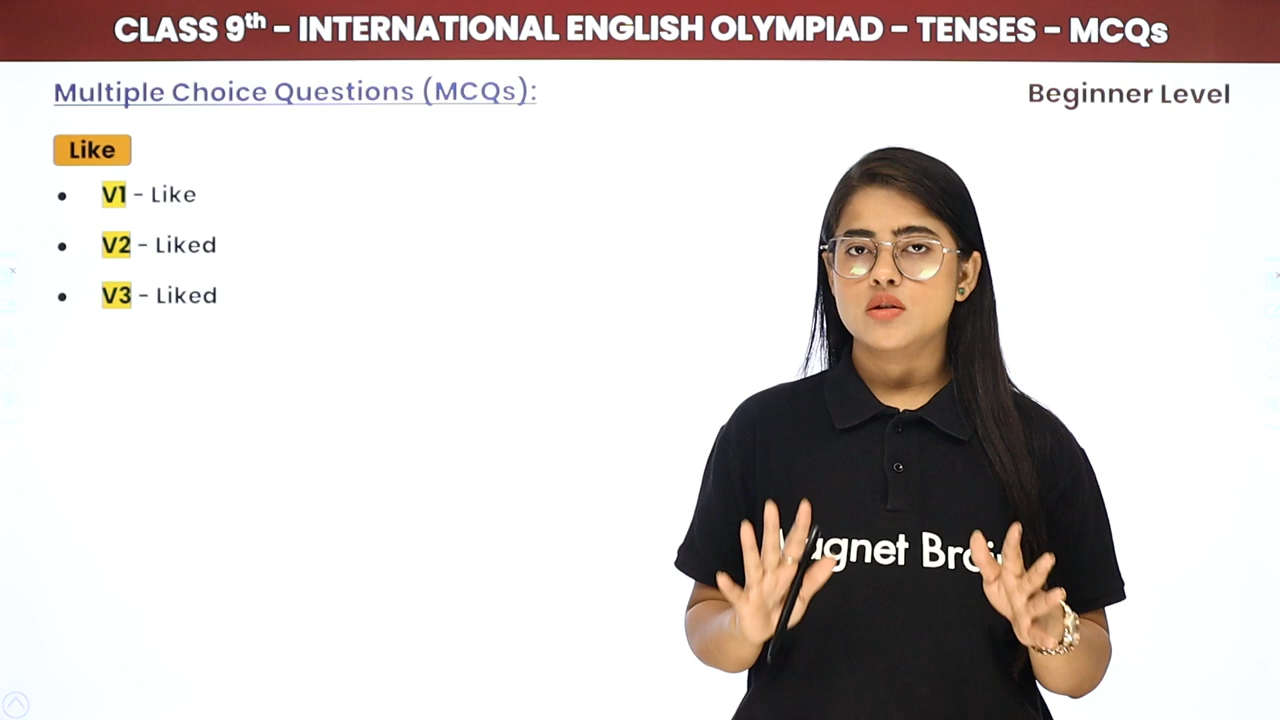 CLASS 9th - INTERNATIONAL ENGLISH OLYMPIAD - TENSES - MCQs
Multiple Choice Questions (MCQs):
Beginner Level
Like
• V1 - Like
• V2 - Liked
• V3 - Liked